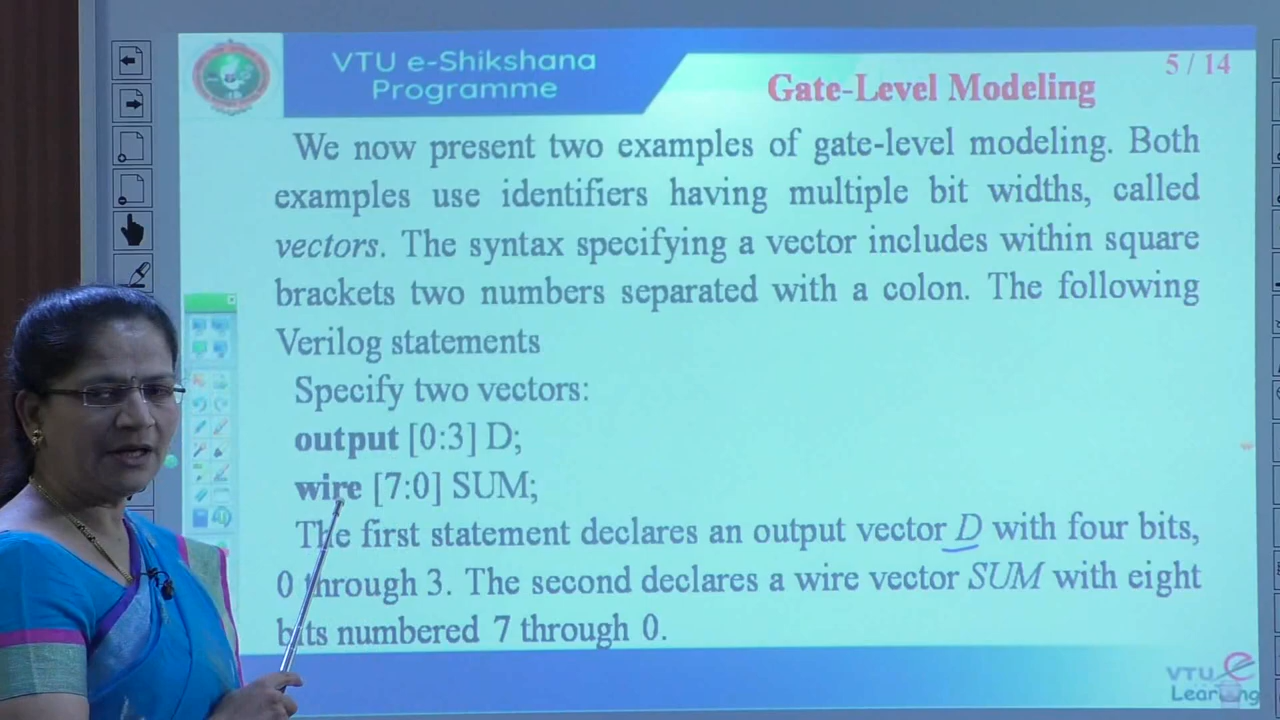 VTU e-Shikshana
Programme
5 / 14
Gate-Level Modeling
We now present two examples of gate-level modeling. Both
examples use identifiers having multiple bit widths, called
vectors. The syntax specifying a vector includes within square
brackets two numbers separated with a colon. The following
Verilog statements
Specify two vectors:
output [0:3] D;
wire [7:0] SUM;
The first statement declares an output vector D with four bits,
0 through 3. The second declares a wire vector SUM with eight
bits numbered 7 through 0.
VTU e
Learning